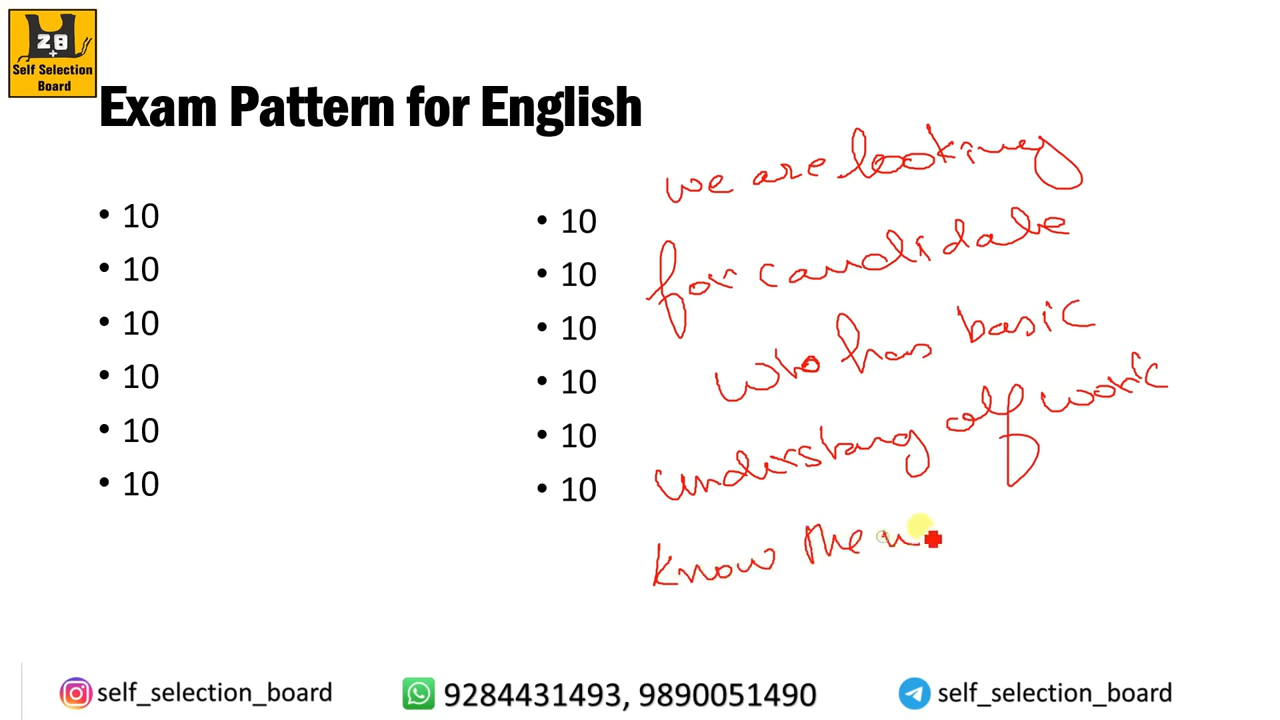 28
+
Self Selection
Board
Exam Pattern for English
• 10
• 10
• 10
• 10
• 10
• 10
• 10
• 10
• 10
• 10
• 10
• 10
we are looking
for candidate
who has basic
understang of work
know the
self_selection_board
9284431493, 9890051490
self_selection_board